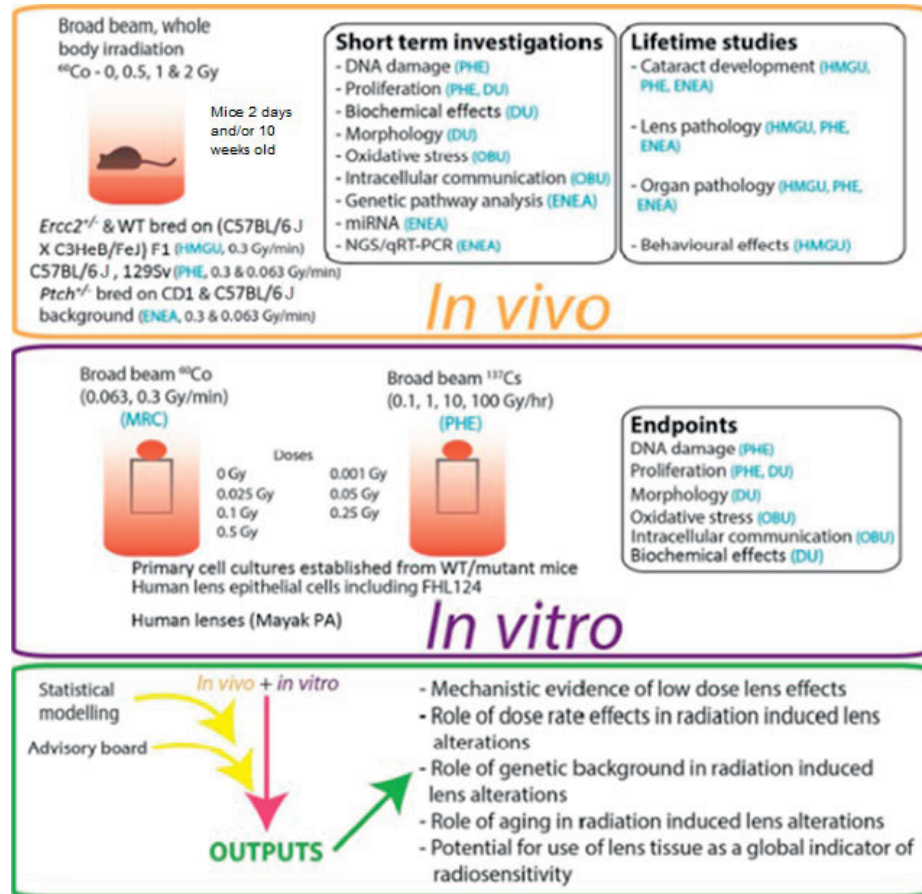 Broad beam, whole
body irradiation
⁶⁰Co - 0, 0.5, 1 & 2 Gy
Mice 2 days
and/or 10
weeks old
Ercc2⁺/⁻ & WT bred on (C57BL/6 J
X C3HeB/FeJ) F1 (HMGU, 0.3 Gy/min)
C57BL/6 J , 129Sv (PHE, 0.3 & 0.063 Gy/min)
Ptch⁺/⁻ bred on CD1 & C57BL/6 J
background (ENEA, 0.3 & 0.063 Gy/min)
Short term investigations
- DNA damage (PHE)
- Proliferation (PHE, DU)
- Biochemical effects (DU)
- Morphology (DU)
- Oxidative stress (OBU)
- Intracellular communication (OBU)
- Genetic pathway analysis (ENEA)
- miRNA (ENEA)
- NGS/qRT-PCR (ENEA)
Lifetime studies
- Cataract development (HMGU,
PHE, ENEA)
- Lens pathology (HMGU, PHE,
ENEA)
- Organ pathology (HMGU, PHE,
ENEA)
- Behavioural effects (HMGU)
In vivo
Broad beam ⁶⁰Co
(0.063, 0.3 Gy/min)
(MRC)
Broad beam ¹³⁷Cs
(0.1, 1, 10, 100 Gy/hr)
(PHE)
Doses
0 Gy
0.025 Gy
0.1 Gy
0.5 Gy
0.001 Gy
0.05 Gy
0.25 Gy
Primary cell cultures established from WT/mutant mice
Human lens epithelial cells including FHL124
Human lenses (Mayak PA)
Endpoints
DNA damage (PHE)
Proliferation (PHE, DU)
Morphology (DU)
Oxidative stress (OBU)
Intracellular communication (OBU)
Biochemical effects (DU)
In vitro
Statistical
modelling
Advisory board
In vivo + in vitro
OUTPUTS
- Mechanistic evidence of low dose lens effects
- Role of dose rate effects in radiation induced lens
alterations
- Role of genetic background in radiation induced
lens alterations
- Role of aging in radiation induced lens alterations
- Potential for use of lens tissue as a global indicator of
radiosensitivity